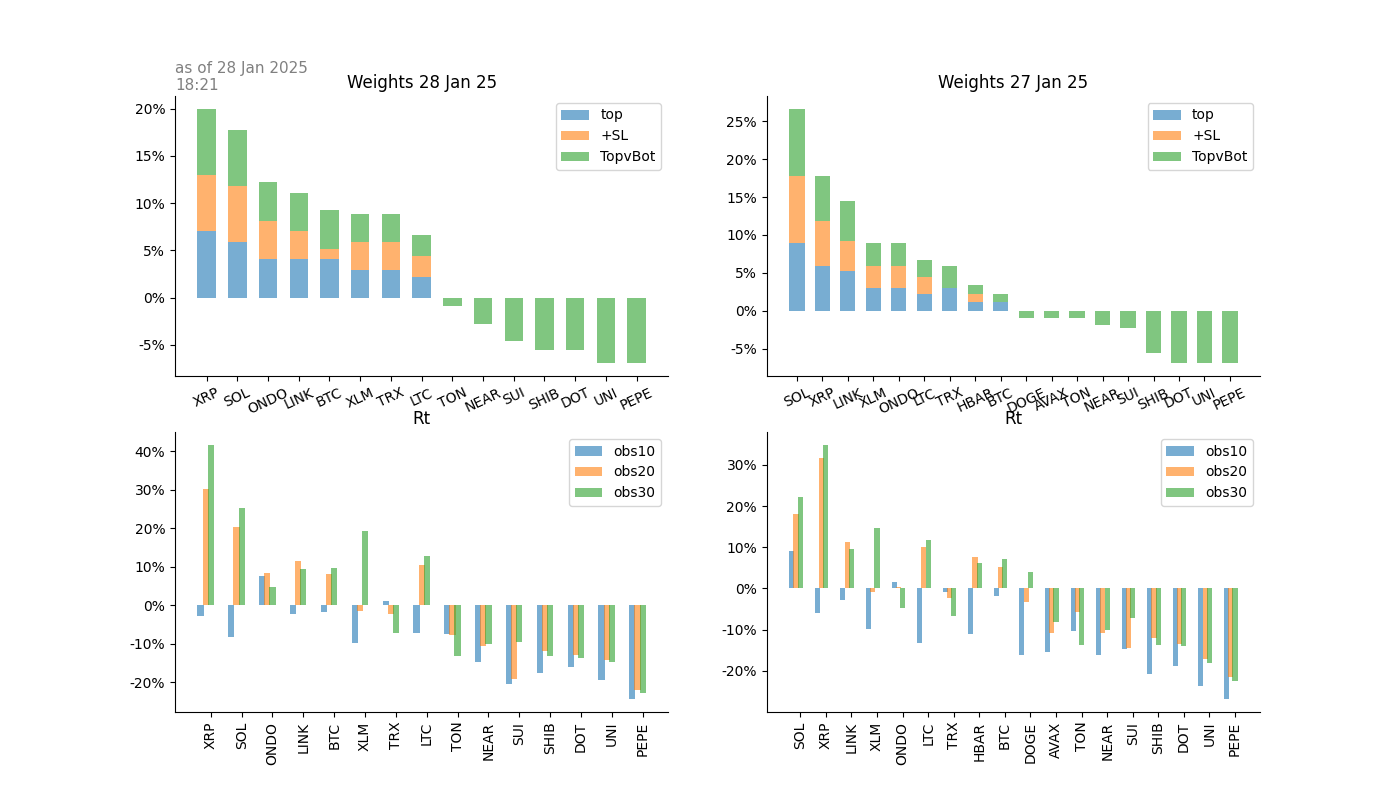 as of 28 Jan 2025
18:21
Weights 28 Jan 25
20%
15%
10%
5%
0%
-5%
top
+SL
TopvBot
XRP SOL ONDO LINK BTC XLM TRX LTC TON NEAR SUI SHIB DOT UNI PEPE
Weights 27 Jan 25
25%
20%
15%
10%
5%
0%
-5%
top
+SL
TopvBot
SOL XRP LINK XLM ONDO LTC TRX HBAR BTC DOGE AVAX TON NEAR SUI SHIB DOT UNI PEPE
Rt
40%
30%
20%
10%
0%
-10%
-20%
obs10
obs20
obs30
XRP SOL ONDO LINK BTC XLM TRX LTC TON NEAR SUI SHIB DOT UNI PEPE
Rt
30%
20%
10%
0%
-10%
-20%
obs10
obs20
obs30
SOL XRP LINK XLM ONDO LTC TRX HBAR BTC DOGE AVAX TON NEAR SUI SHIB DOT UNI PEPE